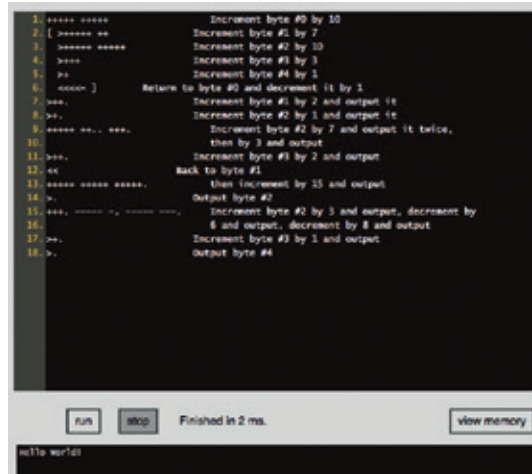 1. +++++ +++++ Increment byte #0 by 10
2. [ >+++++ ++ Increment byte #1 by 7
3. >+++++ +++++ Increment byte #2 by 10
4. >+++ Increment byte #3 by 3
5. >+ Increment byte #4 by 1
6. <<<<- ] Return to byte #0 and decrement it by 1
7. >++. Increment byte #1 by 2 and output it
8. >+. Increment byte #2 by 1 and output it
9. +++++ ++.. +++. Increment byte #2 by 7 and output it twice,
10. then by 3 and output
11. >++. Increment byte #3 by 2 and output
12. << Back to byte #1
13. +++++ +++++ +++++. then increment by 15 and output
14. >. Output byte #2
15. +++. ----- -. ----- ---. Increment byte #2 by 3 and output, decrement by
16. 6 and output, decrement by 8 and output
17. >+. Increment byte #3 by 1 and output
18. >. Output byte #4
run stop Finished in 2 ms. view memory
Hello World!